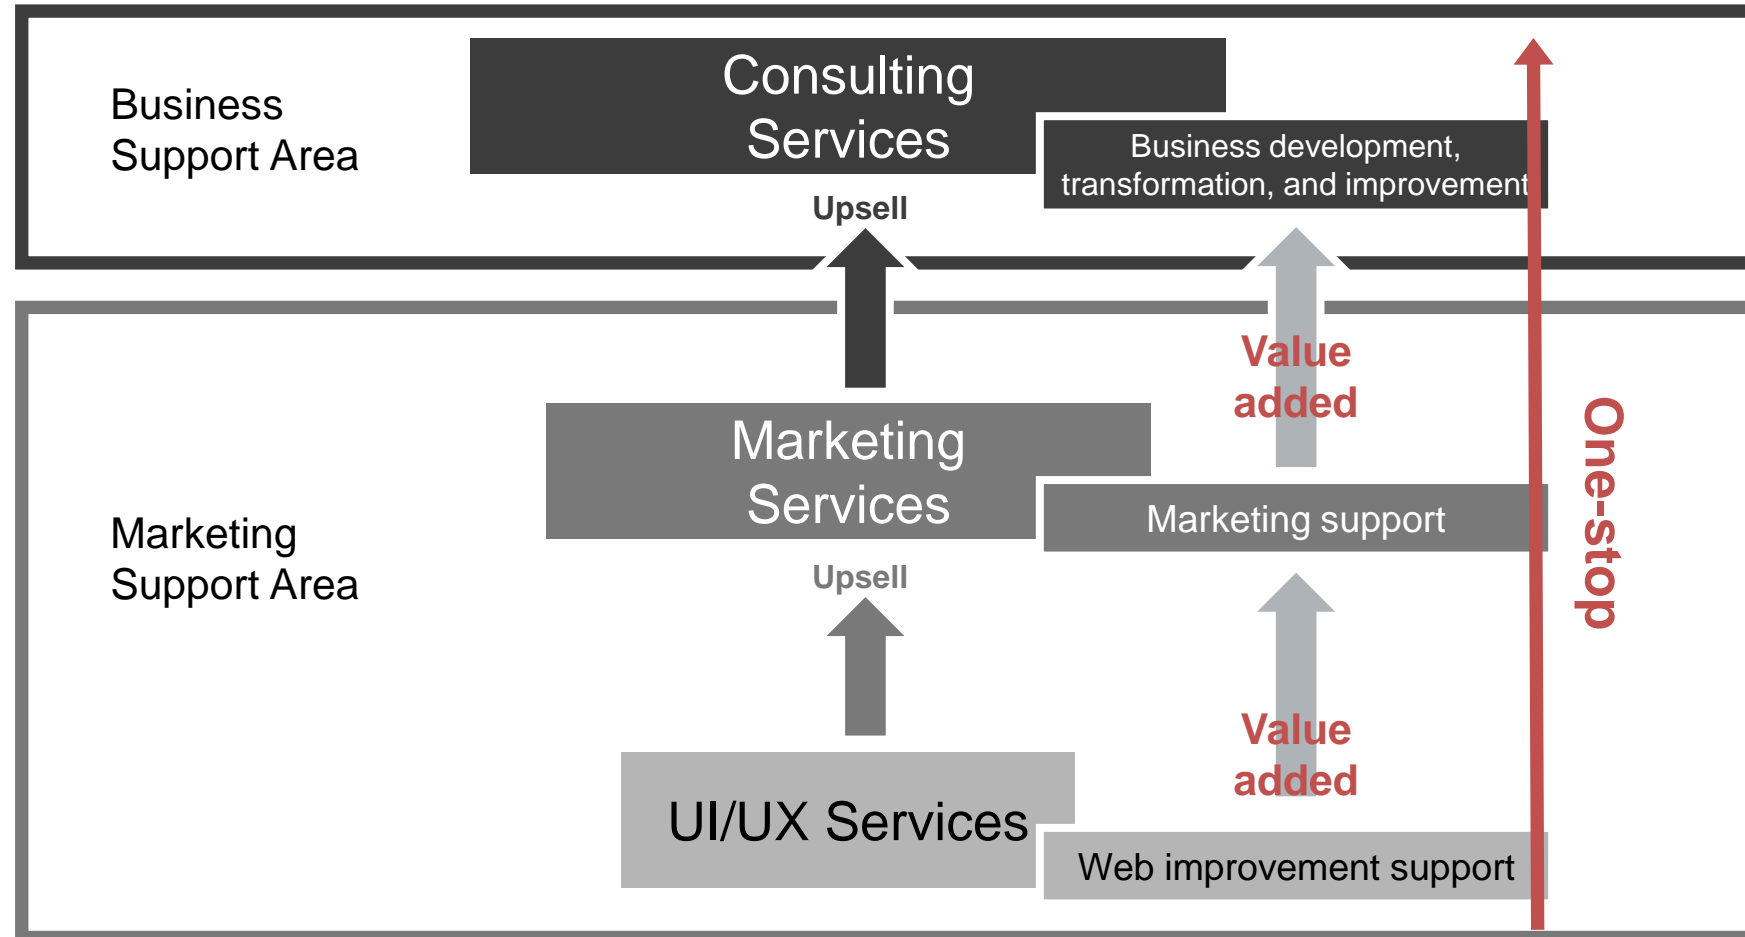 Business
Support Area
Consulting
Services
Business development,
transformation, and improvement
Upsell
Value
added
Marketing
Services
Marketing support
One-stop
Marketing
Support Area
Upsell
Value
added
UI/UX Services
Web improvement support